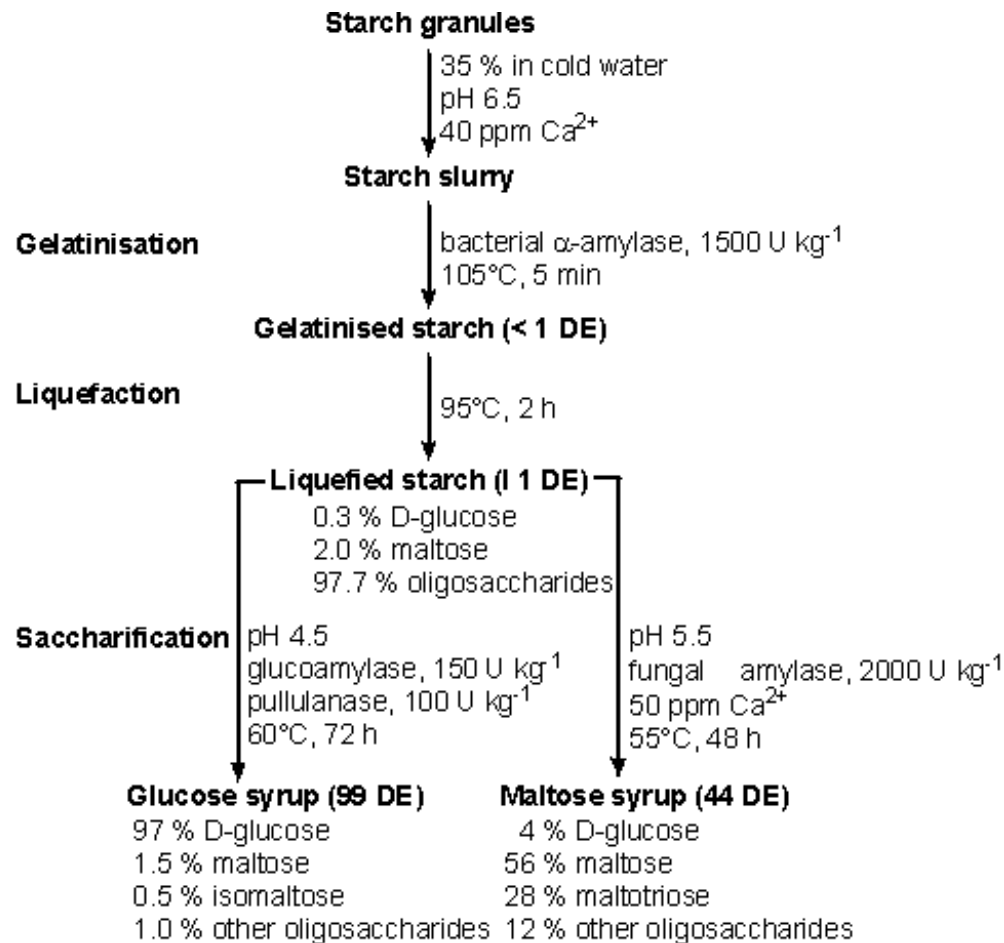 Starch granules
35 % in cold water
pH 6.5
40 ppm Ca²⁺
Starch slurry
Gelatinisation
bacterial α-amylase, 1500 U kg⁻¹
105°C, 5 min
Gelatinised starch (< 1 DE)
Liquefaction
95°C, 2 h
Liquefied starch (l 1 DE)
0.3 % D-glucose
2.0 % maltose
97.7 % oligosaccharides
Saccharification
pH 4.5
glucoamylase, 150 U kg⁻¹
pullulanase, 100 U kg⁻¹
60°C, 72 h
pH 5.5
fungal amylase, 2000 U kg⁻¹
50 ppm Ca²⁺
55°C, 48 h
Glucose syrup (99 DE)
97 % D-glucose
1.5 % maltose
0.5 % isomaltose
1.0 % other oligosaccharides
Maltose syrup (44 DE)
4 % D-glucose
56 % maltose
28 % maltotriose
12 % other oligosaccharides